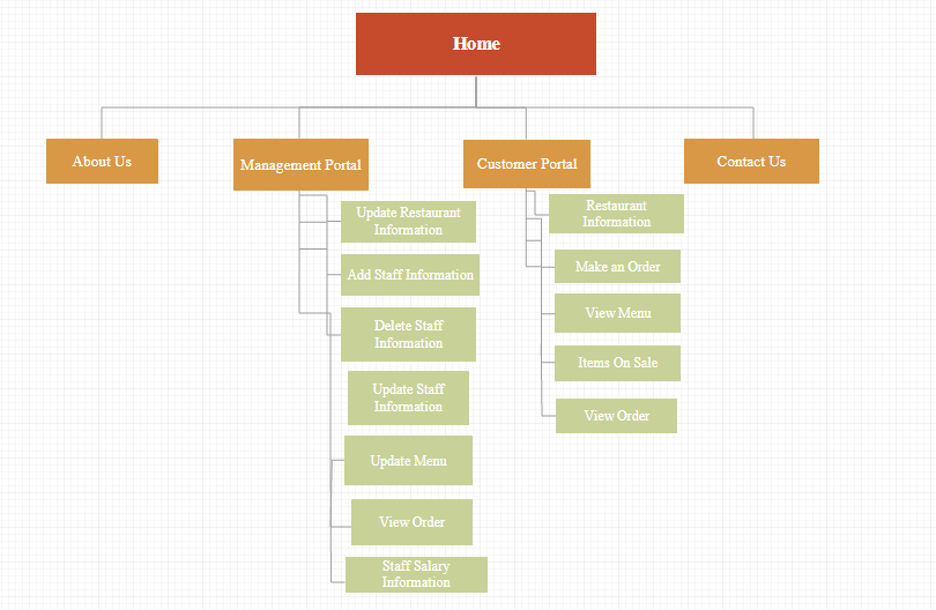 Home
About Us
Management Portal
Customer Portal
Contact Us
Update Restaurant
Information
Add Staff Information
Delete Staff
Information
Update Staff
Information
Update Menu
View Order
Staff Salary
Information
Restaurant
Information
Make an Order
View Menu
Items On Sale
View Order